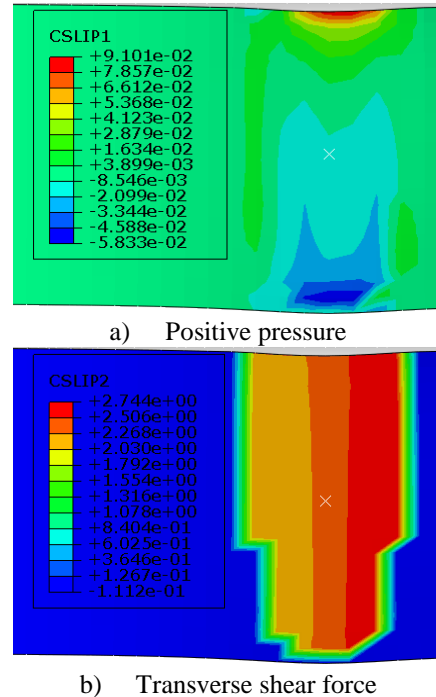 CSLIP1
+9.101e-02
+7.857e-02
+6.612e-02
+5.368e-02
+4.123e-02
+2.879e-02
+1.634e-02
+3.899e-03
-8.546e-03
-2.099e-02
-3.344e-02
-4.588e-02
-5.833e-02
a) Positive pressure
CSLIP2
+2.744e+00
+2.506e+00
+2.268e+00
+2.030e+00
+1.792e+00
+1.554e+00
+1.316e+00
+1.078e+00
+8.404e-01
+6.025e-01
+3.646e-01
+1.267e-01
-1.112e-01
b) Transverse shear force